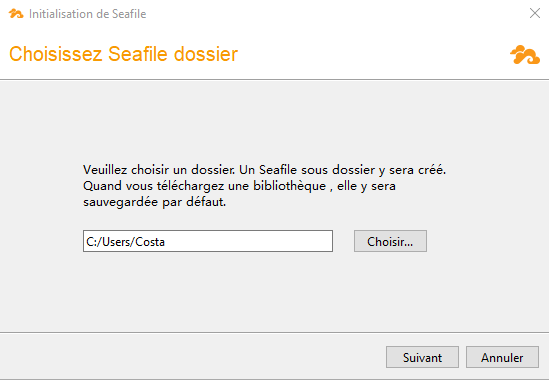 Initialisation de Seafile
Choisissez Seafile dossier
Veuillez choisir un dossier. Un Seafile sous dossier y sera créé.
Quand vous téléchargez une bibliothèque , elle y sera
sauvegardée par défaut.
C:/Users/Costa
Choisir...
Suivant
Annuler